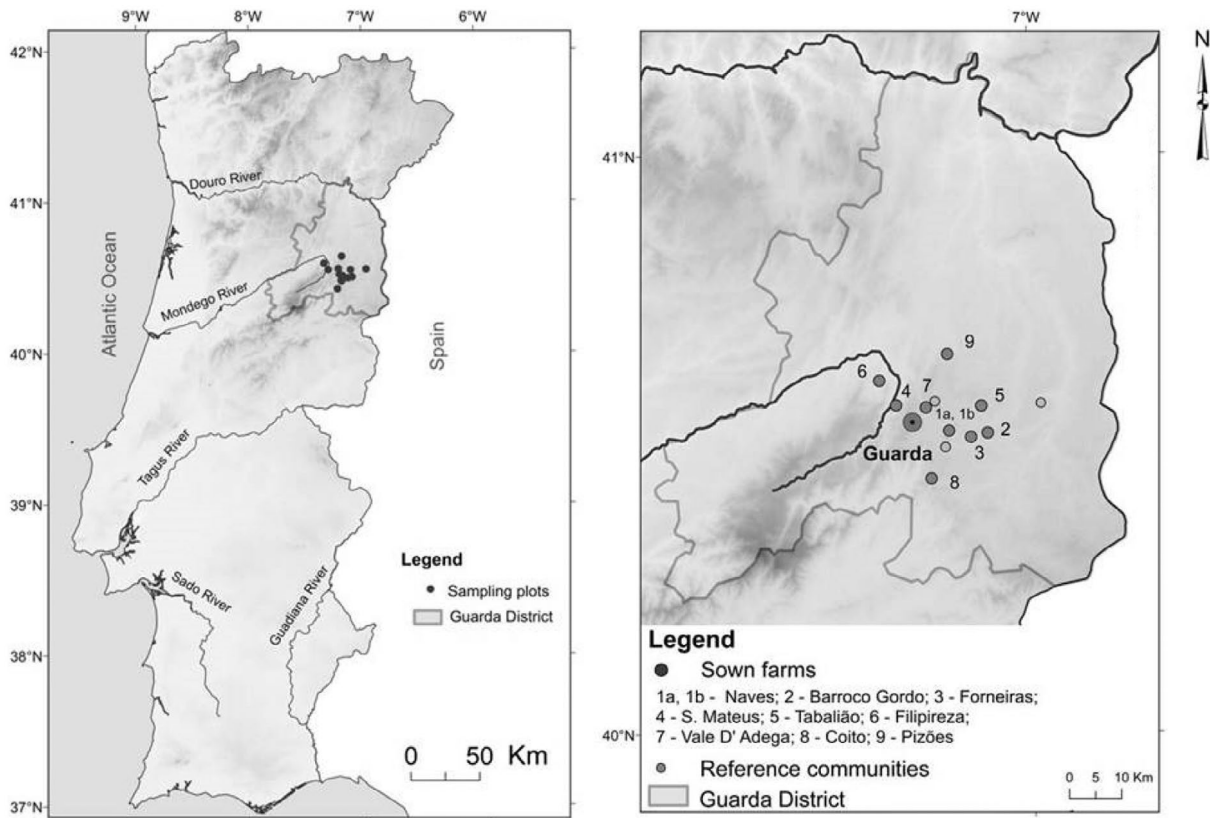 9°W 8°W 7°W 6°W
42°N
41°N
40°N
39°N
38°N
37°N
Atlantic Ocean
Spain
Douro River
Mondego River
Tagus River
Sado River
Guadiana River
Legend
Sampling plots
Guarda District
0 50 Km
7°W
N
41°N
40°N
9
6
4
7
5
1a, 1b
2
3
Guarda
8
Legend
Sown farms
1a, 1b - Naves; 2 - Barroco Gordo; 3 - Forneiras;
4 - S. Mateus; 5 - Tabalião; 6 - Filipireza;
7 - Vale D' Adega; 8 - Coito; 9 - Pizões
Reference communities
Guarda District
0 5 10 Km